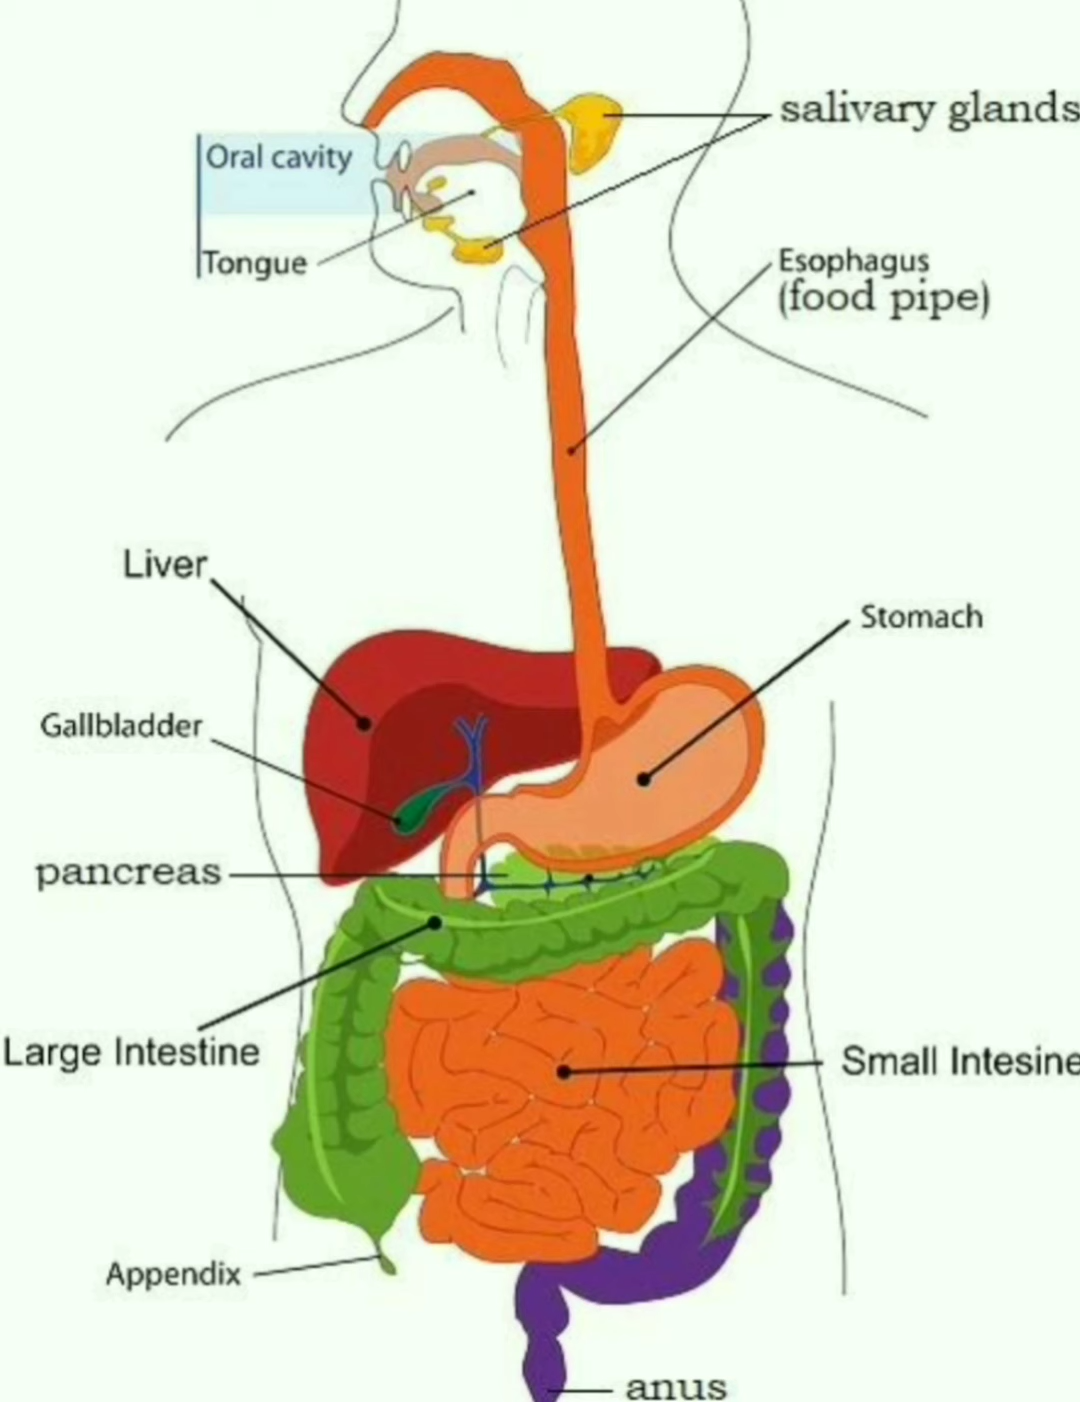 salivary glands
Oral cavity
Tongue
Esophagus
(food pipe)
Liver
Stomach
Gallbladder
pancreas
Large Intestine
Small Intesine
Appendix
anus